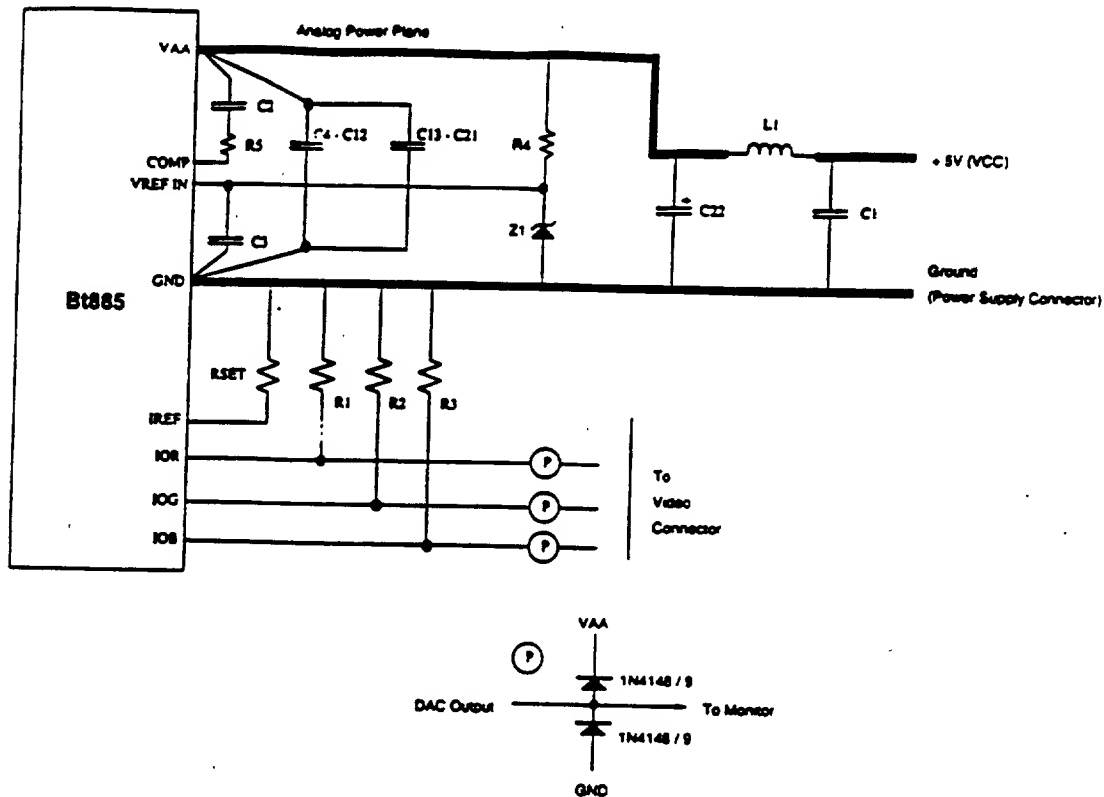 Analog Power Plane
VAA
C2
R5
C4 - C12
C13 - C21
R4
L1
+ 5V (VCC)
COMP
VREF IN
C3
Z1
+
C22
C1
GND
Ground
(Power Supply Connector)
Bt885
RSET
R1
R2
R3
IREF
IOR
P
To
IOG
P
Video
Connector
IOB
P
VAA
P
1N4148 / 9
DAC Output
To Monitor
1N4148 / 9
GND